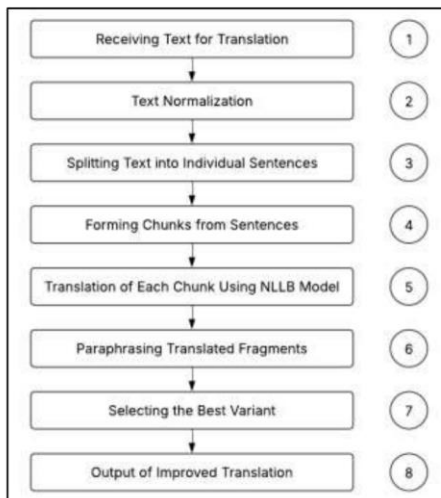 Receiving Text for Translation 1
Text Normalization 2
Splitting Text into Individual Sentences 3
Forming Chunks from Sentences 4
Translation of Each Chunk Using NLLB Model 5
Paraphrasing Translated Fragments 6
Selecting the Best Variant 7
Output of Improved Translation 8